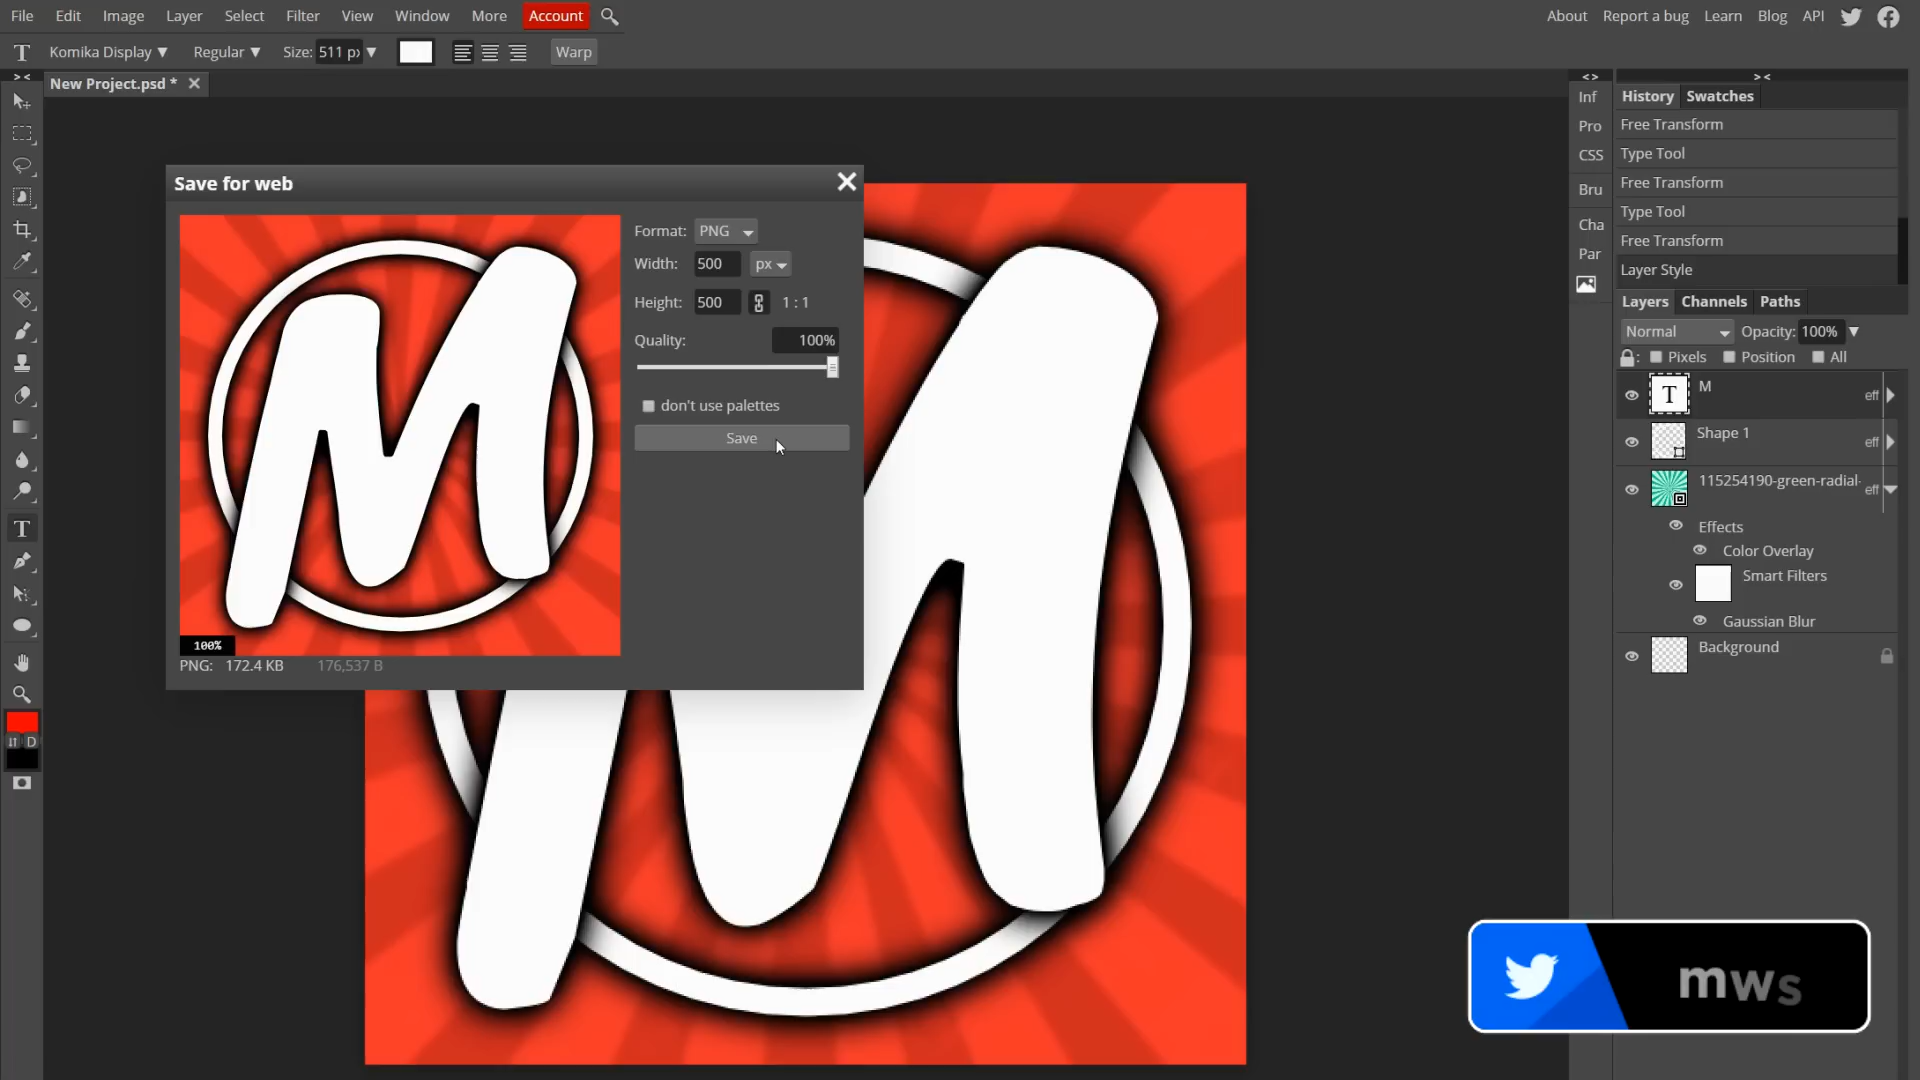 File Edit Image Layer Select Filter View Window More Account About Report a bug Learn Blog API
T Komika Display ▼ Regular ▼ Size: 511 px ▼ Warp
> < < > > <
New Project.psd * ✕
Inf
Pro
CSS
Bru
Cha
Par
History Swatches
Free Transform
Type Tool
Free Transform
Type Tool
Free Transform
Layer Style
Layers Channels Paths
Normal Opacity: 100% ▼
: Pixels Position All
T M eff
Shape 1 eff
115254190-green-radial- eff
Effects
Color Overlay
Smart Filters
Gaussian Blur
Background
Save for web
M
100%
PNG: 172.4 KB 176,537 B
Format: PNG
Width: 500 px
Height: 500 1 : 1
Quality: 100%
don't use palettes
Save
T
D
M
mws